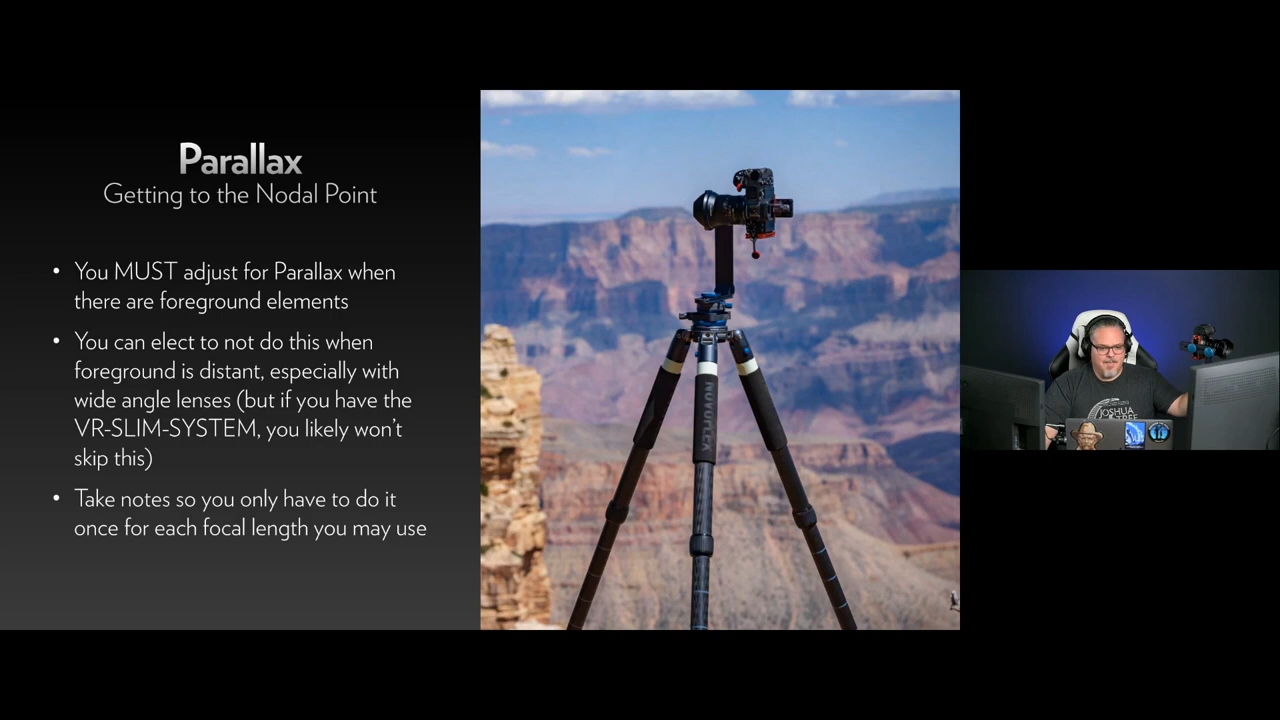 Parallax
Getting to the Nodal Point
• You MUST adjust for Parallax when
there are foreground elements
• You can elect to not do this when
foreground is distant, especially with
wide angle lenses (but if you have the
VR-SLIM-SYSTEM, you likely won’t
skip this)
• Take notes so you only have to do it
once for each focal length you may use
NOVOFLEX
JOSHUA
TREE